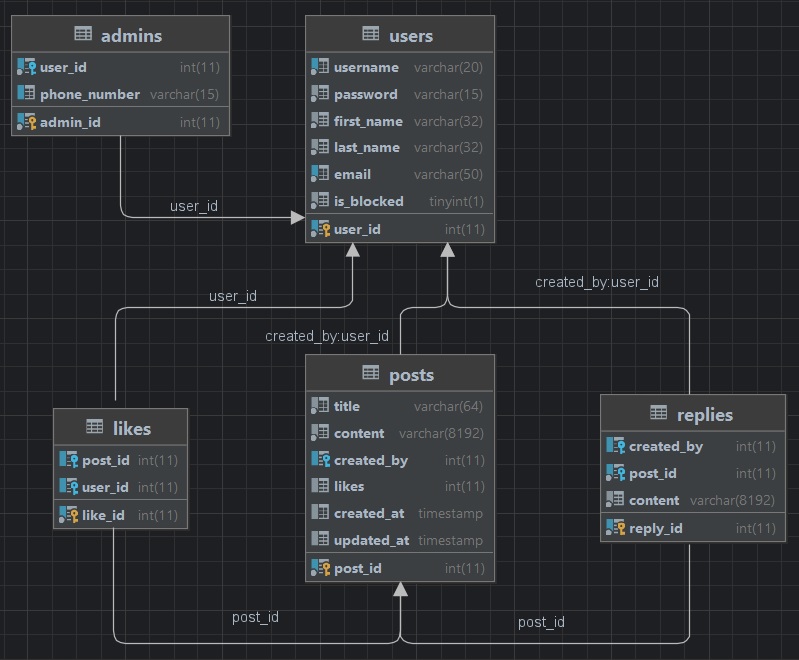 admins
user_id int(11)
phone_number varchar(15)
admin_id int(11)
users
username varchar(20)
password varchar(15)
first_name varchar(32)
last_name varchar(32)
email varchar(50)
is_blocked tinyint(1)
user_id int(11)
user_id
user_id
created_by:user_id
created_by:user_id
likes
post_id int(11)
user_id int(11)
like_id int(11)
posts
title varchar(64)
content varchar(8192)
created_by int(11)
likes int(11)
created_at timestamp
updated_at timestamp
post_id int(11)
replies
created_by int(11)
post_id int(11)
content varchar(8192)
reply_id int(11)
post_id
post_id